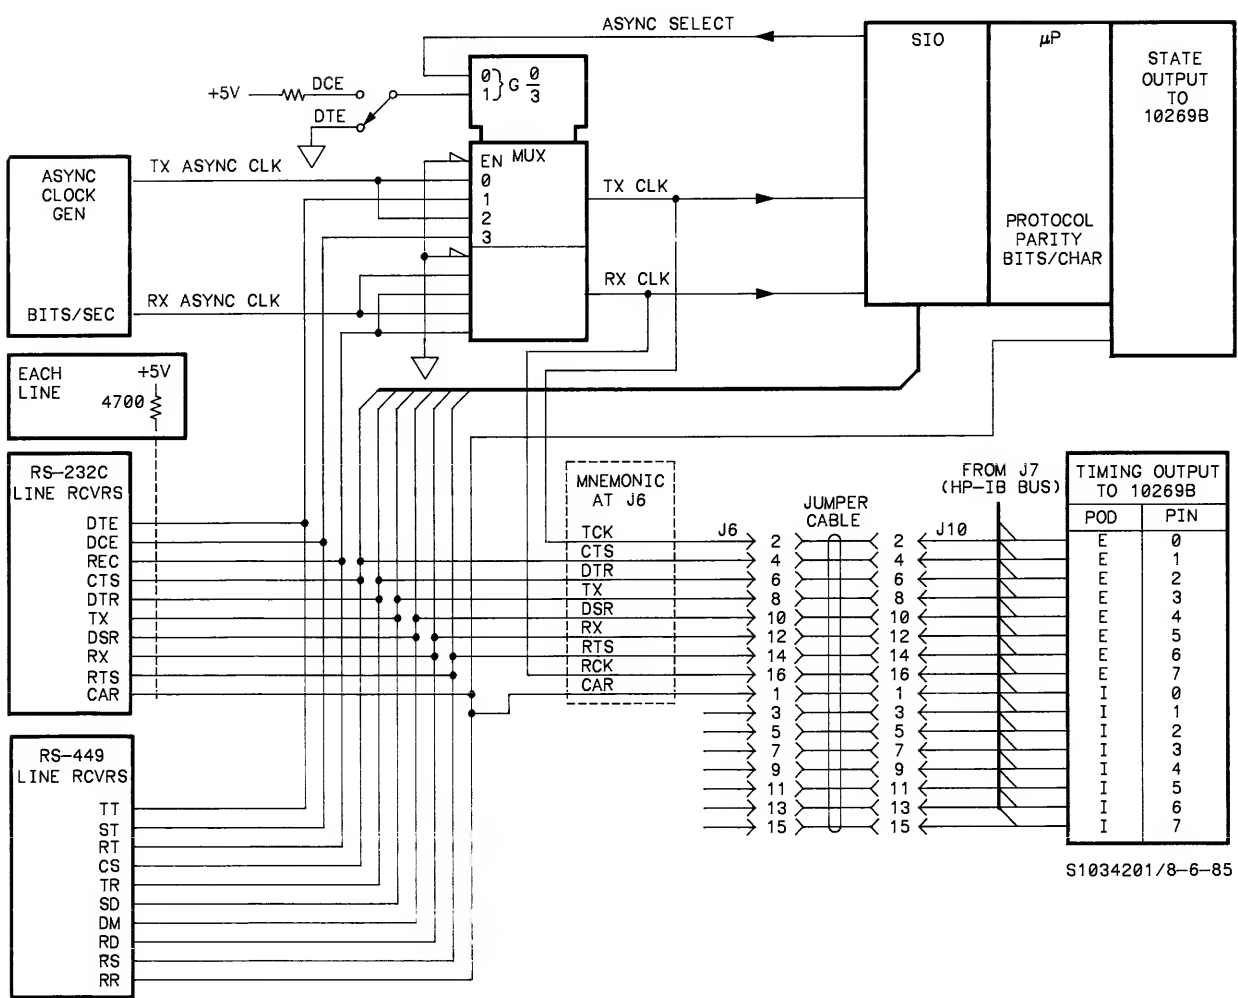 ASYNC SELECT
SIO
µP
STATE
OUTPUT
TO
10269B
+5V
DCE
DTE
0
1
} G 0/3
ASYNC
CLOCK
GEN
BITS/SEC
TX ASYNC CLK
RX ASYNC CLK
EN MUX
0
1
2
3
TX CLK
RX CLK
PROTOCOL
PARITY
BITS/CHAR
EACH
LINE
+5V
4700
RS-232C
LINE RCVRS
DTE
DCE
REC
CTS
DTR
TX
DSR
RX
RTS
CAR
MNEMONIC
AT J6
TCK
CTS
DTR
TX
DSR
RX
RTS
RCK
CAR
JUMPER
CABLE
FROM J7
(HP-IB BUS)
J6
J10
2 2
4 4
6 6
8 8
10 10
12 12
14 14
16 16
1 1
3 3
5 5
7 7
9 9
11 11
13 13
15 15
TIMING OUTPUT
TO 10269B
POD PIN
E 0
E 1
E 2
E 3
E 4
E 5
E 6
E 7
I 0
I 1
I 2
I 3
I 4
I 5
I 6
I 7
RS-449
LINE RCVRS
TT
ST
RT
CS
TR
SD
DM
RD
RS
RR
S1034201/8-6-85